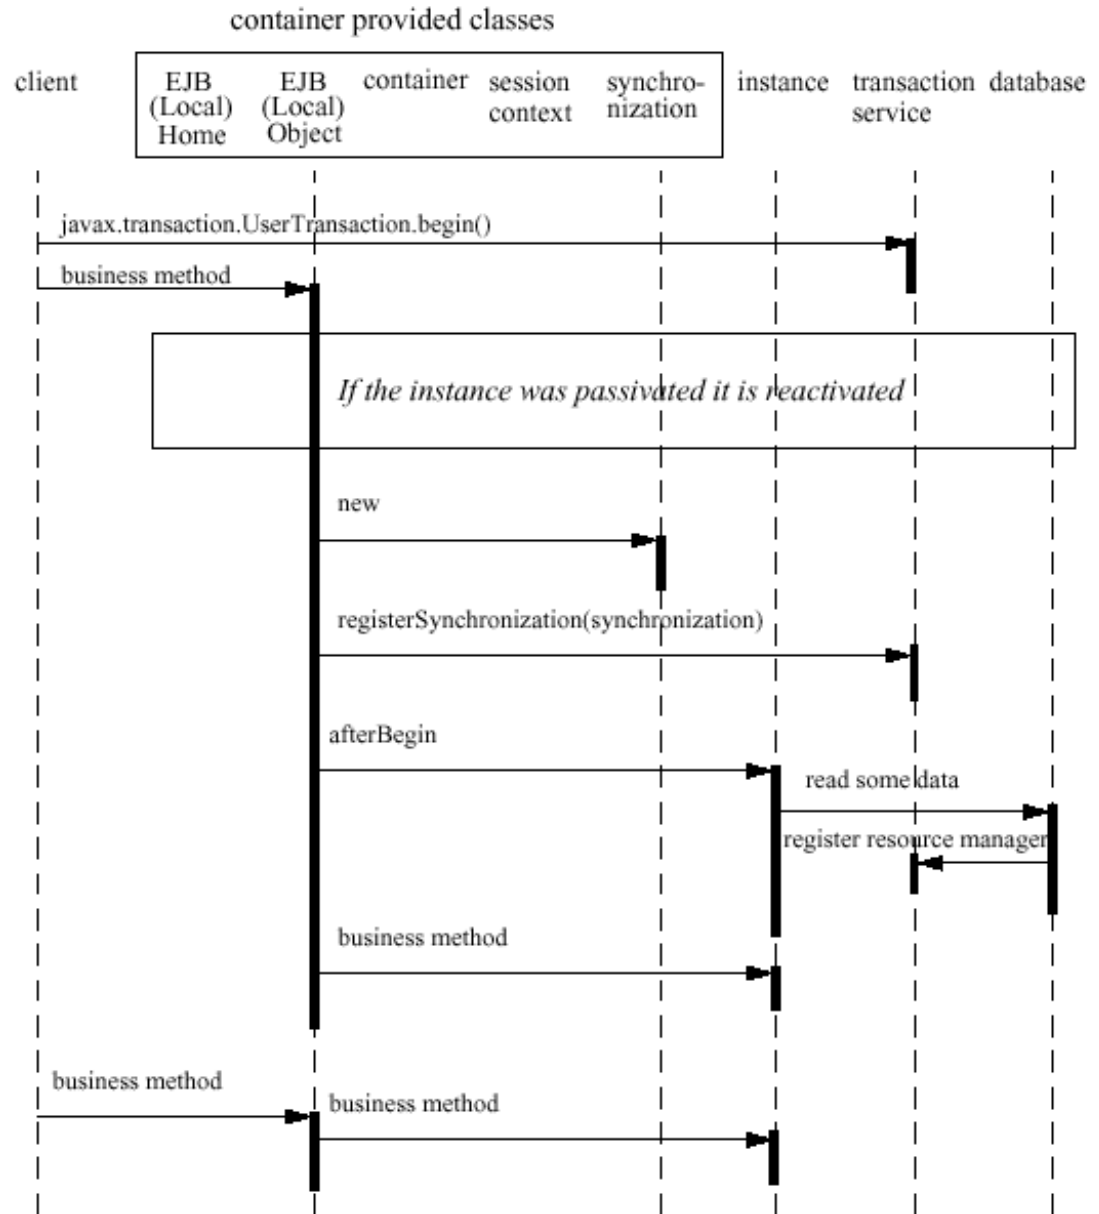 container provided classes
client EJB EJB container session synchro- instance transaction database
(Local) (Local) context nization service
Home Object
javax.transaction.UserTransaction.begin()
business method
If the instance was passivated it is reactivated
new
registerSynchronization(synchronization)
afterBegin
read some data
register resource manager
business method
business method
business method